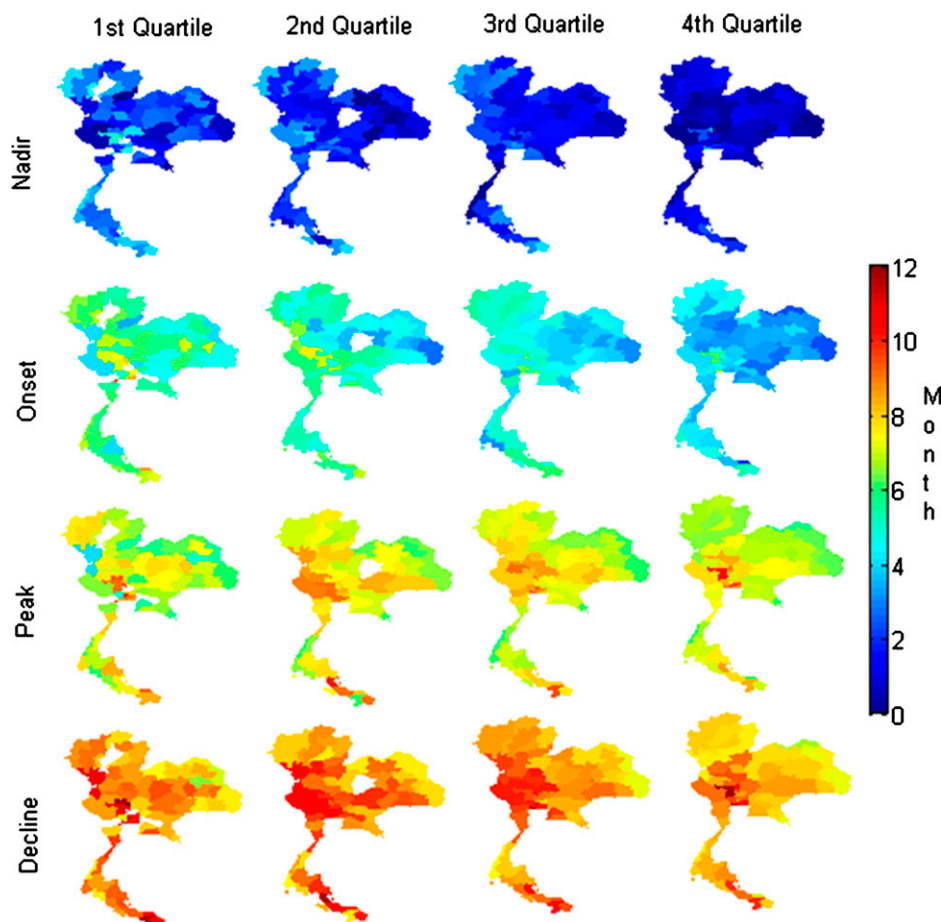 1st Quartile 2nd Quartile 3rd Quartile 4th Quartile
Nadir
Onset
Peak
Decline
12
10
8
6
4
2
0
Month